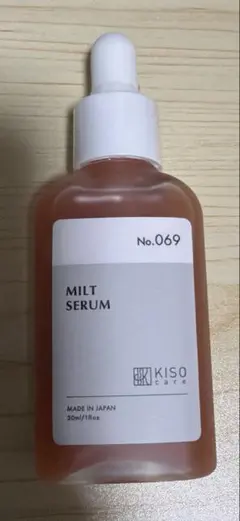 No.069
MILT
SERUM
KISO
care
MADE IN JAPAN
30ml/1floz